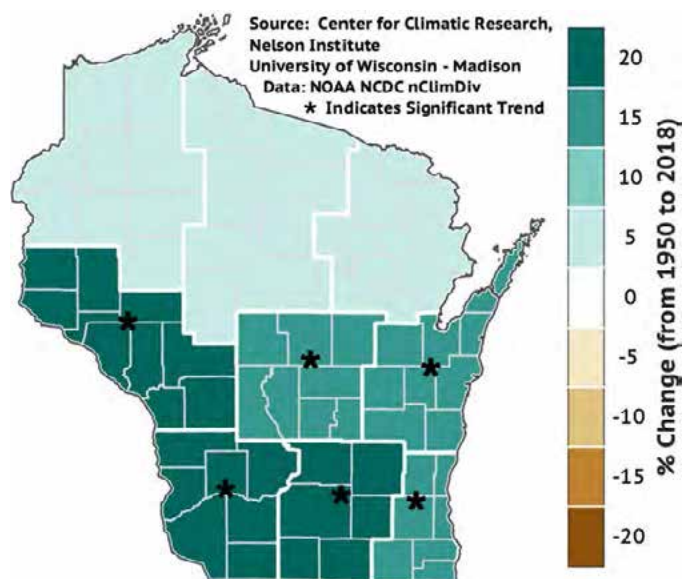 Source: Center for Climatic Research,
Nelson Institute
University of Wisconsin - Madison
Data: NOAA NCDC nClimDiv
* Indicates Significant Trend
20
15
10
5
0
-5
-10
-15
-20
% Change (from 1950 to 2018)